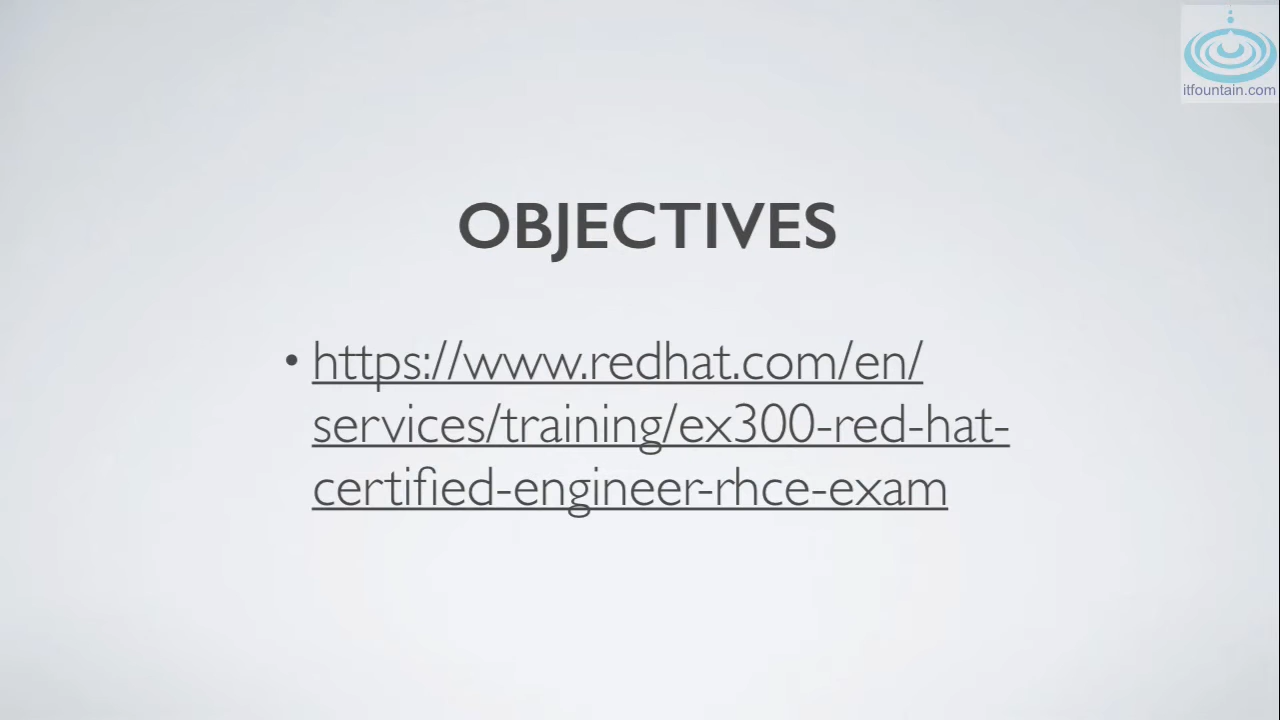 itfountain.com
OBJECTIVES
• https://www.redhat.com/en/
services/training/ex300-red-hat-
certified-engineer-rhce-exam